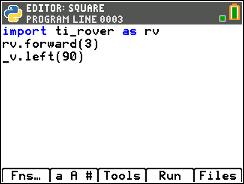 EDITOR: SQUARE
PROGRAM LINE 0003
import ti_rover as rv
rv.forward(3)
_v.left(90)
Fns… a A # Tools Run Files